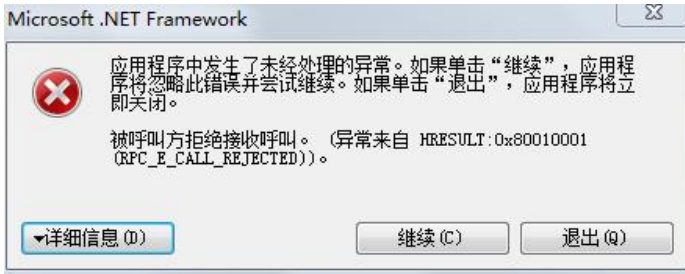 Microsoft .NET Framework
应用程序中发生了未经处理的异常。如果单击“继续”，应用程
序将忽略此错误并尝试继续。如果单击“退出”，应用程序将立
即关闭。
被呼叫方拒绝接收呼叫。 (异常来自 HRESULT:0x80010001
(RPC_E_CALL_REJECTED))。
详细信息(D)
继续(C)
退出(Q)